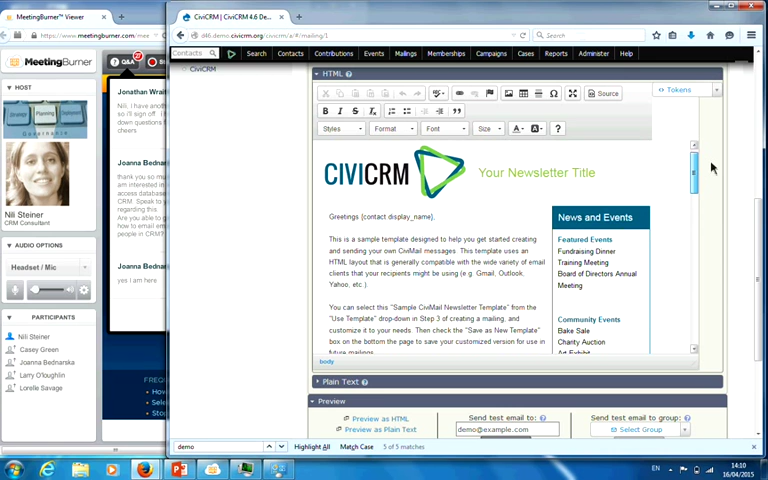 MeetingBurner™ Viewer
https://www.meetingburner.com/mee
MeetingBurner
Q&A
HOST
Strategy Planning
Governance
Nili Steiner
CRM Consultant
AUDIO OPTIONS
Headset / Mic
PARTICIPANTS
Nili Steiner
Casey Green
Joanna Bednarska
Larry O'loughlin
Lorelle Savage
Jonathan
cheers
Joanna Bednar
thank you so mu
am interested in
access database
CRM. Speak to y
regarding this.
Are you able to g
how to email
people in CRM?
Joanna Bednar
yes i am here
FREQ
How
CiviCRM | CiviCRM 4.6 De...
d46.demo.civicrm.org/civicrm/a/#/mailing/1
Search
Contacts
Search
Contacts
Contributions
Events
Mailings
Memberships
Campaigns
Cases
Reports
Administer
Help
CiviCRM
HTML
Source
Tokens
B I S Tx
Styles
Format
Font
Size
A
A
?
CIVICRM
Your Newsletter Title
Greetings {contact.display_name},
This is a sample template designed to help you get started creating
and sending your own CiviMail messages. This template uses an
HTML layout that is generally compatible with the wide variety of email
clients that your recipients might be using (e.g. Gmail, Outlook,
Yahoo, etc.).
You can select this "Sample CiviMail Newsletter Template" from the
"Use Template" drop-down in Step 3 of creating a mailing, and
customize it to your needs. Then check the "Save as New Template"
box on the bottom the page to save your customized version for use in
future mailings.
News and Events
Featured Events
Fundraising Dinner
Training Meeting
Board of Directors Annual
Meeting
Community Events
Bake Sale
Charity Auction
Art Exhibit
body
Plain Text
Preview
Preview as HTML
Preview as Plain Text
Send test email to:
demo@example.com
Send test email to group:
Select Group
demo
Highlight All
Match Case
5 of 5 matches
EN
14:10
16/04/2015